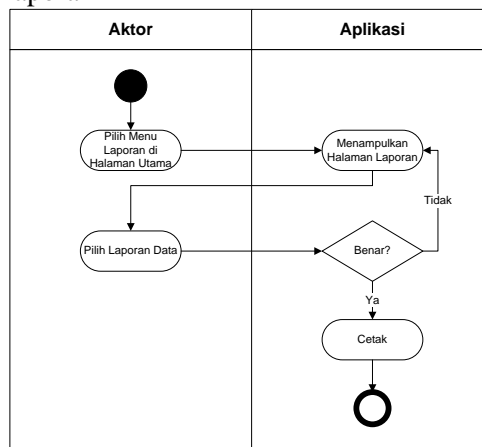 Aktor
Aplikasi
Pilih Menu
Laporan di
Halaman Utama
Menampulkan
Halaman Laporan
Tidak
Pilih Laporan Data
Benar?
Ya
Cetak